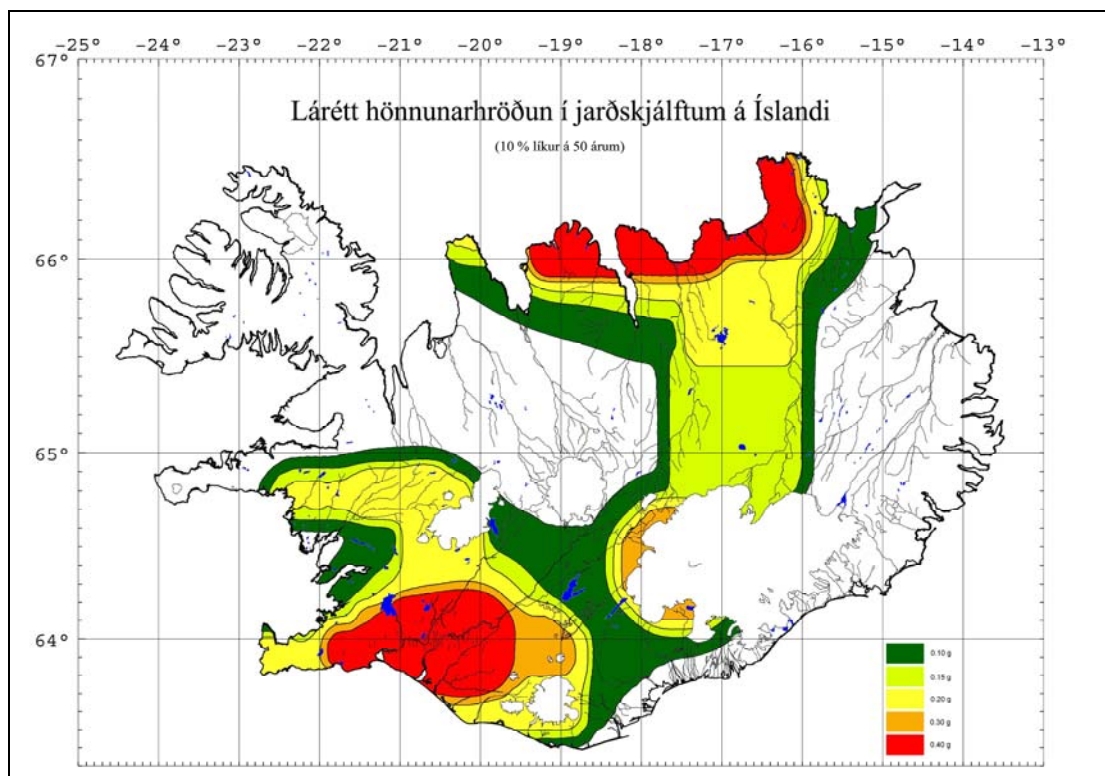 -25° -24° -23° -22° -21° -20° -19° -18° -17° -16° -15° -14° -13°
67°
Lárétt hönnunarhröðun í jarðskjálftum á Íslandi
(10 % líkur á 50 árum)
66°
65°
64°
0.10 g
0.15 g
0.20 g
0.30 g
0.40 g